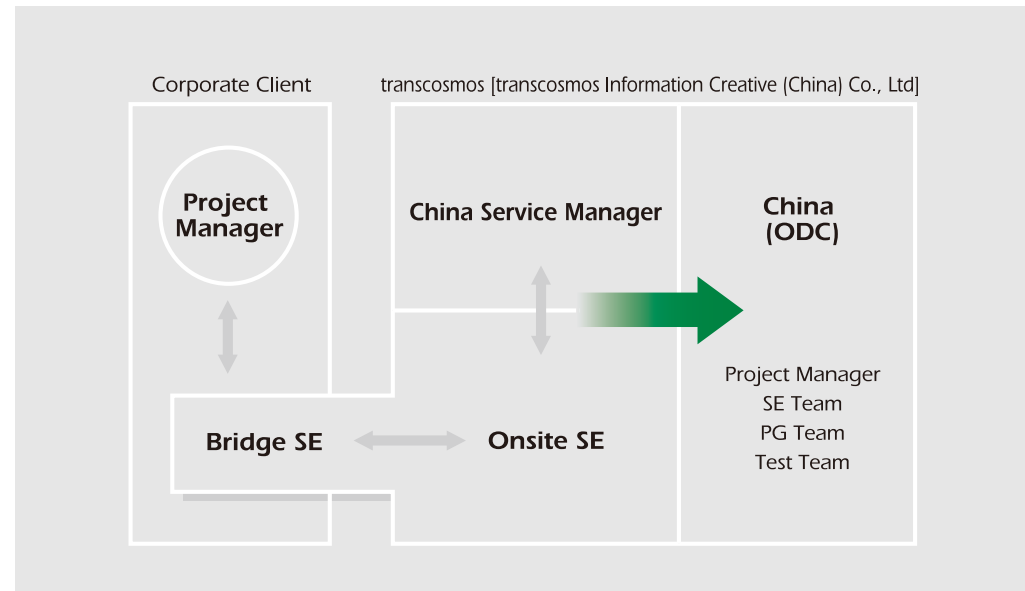 Corporate Client
transcosmos [transcosmos Information Creative (China) Co., Ltd]
Project
Manager
China Service Manager
China
(ODC)
Project Manager
SE Team
PG Team
Test Team
Bridge SE
Onsite SE